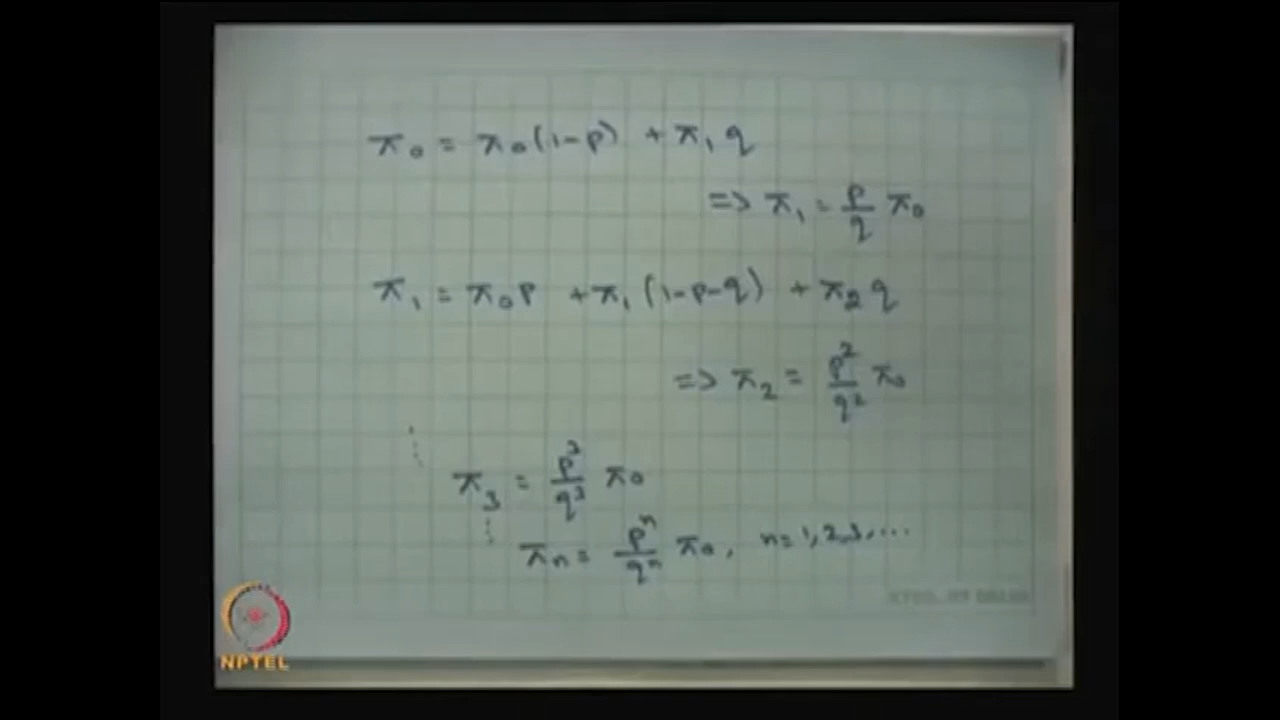 π₀ = π₀(1-p) + π₁q
=> π₁ = p/q π₀
π₁ = π₀p + π₁(1-p-q) + π₂q
=> π₂ = p²/q² π₀
π₃ = p³/q³ π₀
πₙ = pⁿ/qⁿ π₀, n=1,2,3,...
NPTEL